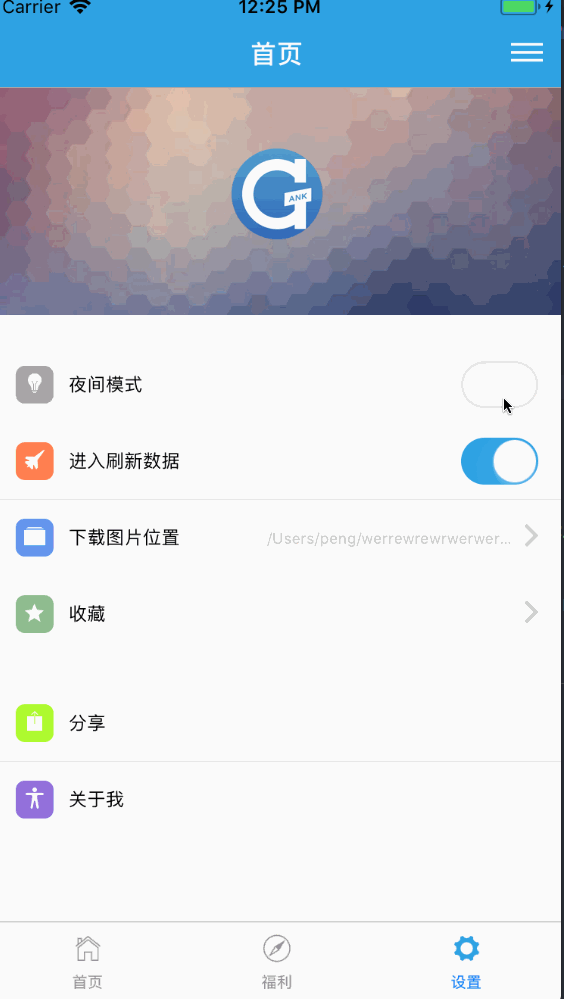 Carrier 12:25 PM
首页
ANK
夜间模式
进入刷新数据
下载图片位置 /Users/peng/werrewrewrwerwer...
收藏
分享
关于我
首页 福利 设置